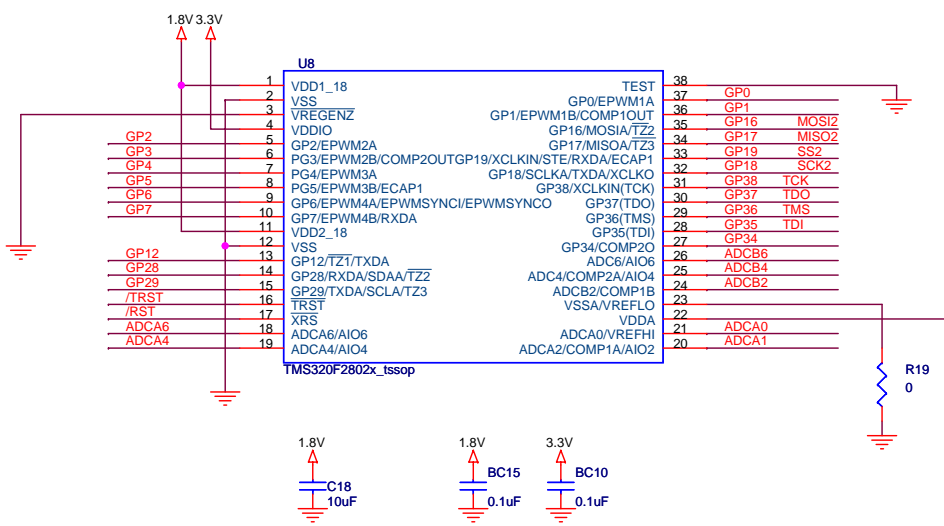 1.8V 3.3V
U8
1 VDD1_18 TEST 38
2 VSS GP0/EPWM1A 37 GP0
3 VREGENZ GP1/EPWM1B/COMP1OUT 36 GP1
4 VDDIO GP16/MOSIA/TZ2 35 GP16 MOSI2
GP2 5 GP2/EPWM2A GP17/MISOA/TZ3 34 GP17 MISO2
GP3 6 PG3/EPWM2B/COMP2OUTGP19/XCLKIN/STE/RXDA/ECAP1 33 GP19 SS2
GP4 7 PG4/EPWM3A GP18/SCLKA/TXDA/XCLKO 32 GP18 SCK2
GP5 8 PG5/EPWM3B/ECAP1 GP38/XCLKIN(TCK) 31 GP38 TCK
GP6 9 GP6/EPWM4A/EPWMSYNCI/EPWMSYNCO GP37(TDO) 30 GP37 TDO
GP7 10 GP7/EPWM4B/RXDA GP36(TMS) 29 GP36 TMS
11 VDD2_18 GP35(TDI) 28 GP35 TDI
12 VSS GP34/COMP2O 27 GP34
GP12 13 GP12/TZ1/TXDA ADC6/AIO6 26 ADCB6
GP28 14 GP28/RXDA/SDAA/TZ2 ADC4/COMP2A/AIO4 25 ADCB4
GP29 15 GP29/TXDA/SCLA/TZ3 ADCB2/COMP1B 24 ADCB2
/TRST 16 TRST VSSA/VREFLO 23
/RST 17 XRS VDDA 22
ADCA6 18 ADCA6/AIO6 ADCA0/VREFHI 21 ADCA0
ADCA4 19 ADCA4/AIO4 ADCA2/COMP1A/AIO2 20 ADCA1
TMS320F2802x_tssop
R19
0
1.8V 1.8V 3.3V
C18 BC15 BC10
10uF 0.1uF 0.1uF